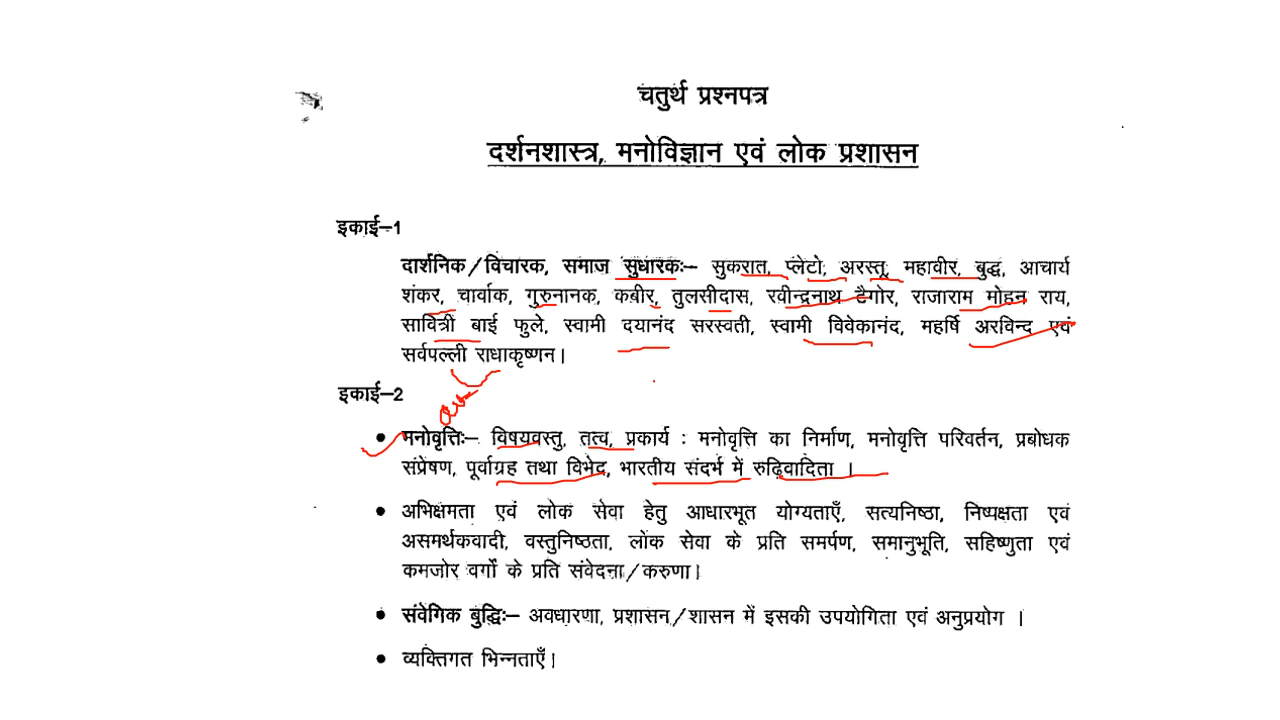 चतुर्थ प्रश्नपत्र
दर्शनशास्त्र, मनोविज्ञान एवं लोक प्रशासन
इकाई–1
दार्शनिक/विचारक, समाज सुधारकः– सुकरात, प्लेटो, अरस्तू, महावीर, बुद्ध, आचार्य
शंकर, चार्वाक, गुरुनानक, कबीर, तुलसीदास, रवीन्द्रनाथ टैगोर, राजाराम मोहन राय,
सावित्री बाई फुले, स्वामी दयानंद सरस्वती, स्वामी विवेकानंद, महर्षि अरविन्द एवं
सर्वपल्ली राधाकृष्णन।
इकाई–2
• मनोवृत्तिः– विषयवस्तु, तत्व, प्रकार्य : मनोवृत्ति का निर्माण, मनोवृत्ति परिवर्तन, प्रबोधक
संप्रेषण, पूर्वाग्रह तथा विभेद, भारतीय संदर्भ में रुढ़िवादिता ।
• अभिक्षमता एवं लोक सेवा हेतु आधारभूत योग्यताएँ, सत्यनिष्ठा, निष्पक्षता एवं
असमर्थकवादी, वस्तुनिष्ठता, लोक सेवा के प्रति समर्पण, समानुभूति, सहिष्णुता एवं
कमजोर वर्गों के प्रति संवेदना/करुणा।
• संवेगिक बुद्धिः– अवधारणा, प्रशासन/शासन में इसकी उपयोगिता एवं अनुप्रयोग ।
• व्यक्तिगत भिन्नताएँ।